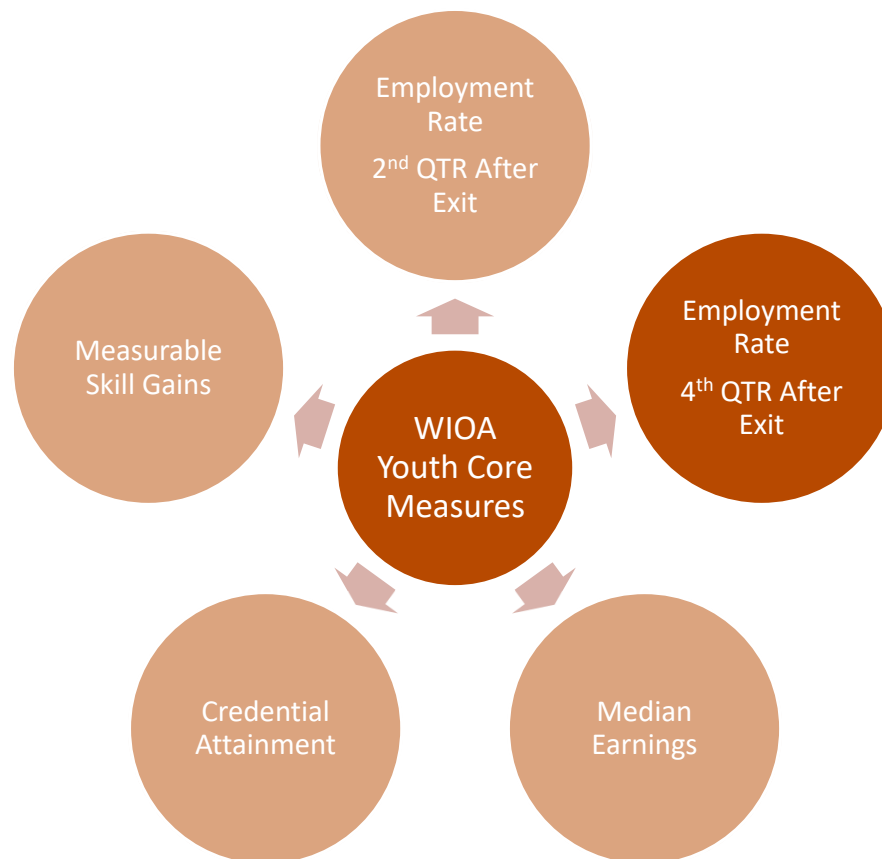 Employment
Rate
2nd QTR After
Exit
Employment
Rate
4th QTR After
Exit
Measurable
Skill Gains
WIOA
Youth Core
Measures
Credential
Attainment
Median
Earnings